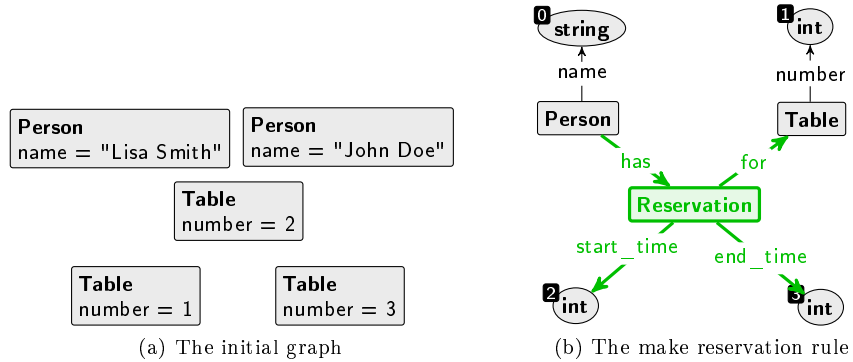 Person
name = "Lisa Smith"
Person
name = "John Doe"
Table
number = 2
Table
number = 1
Table
number = 3
(a) The initial graph
0
string
1
int
name
number
Person
Table
has
for
Reservation
start_time
end_time
2
int
3
int
(b) The make reservation rule